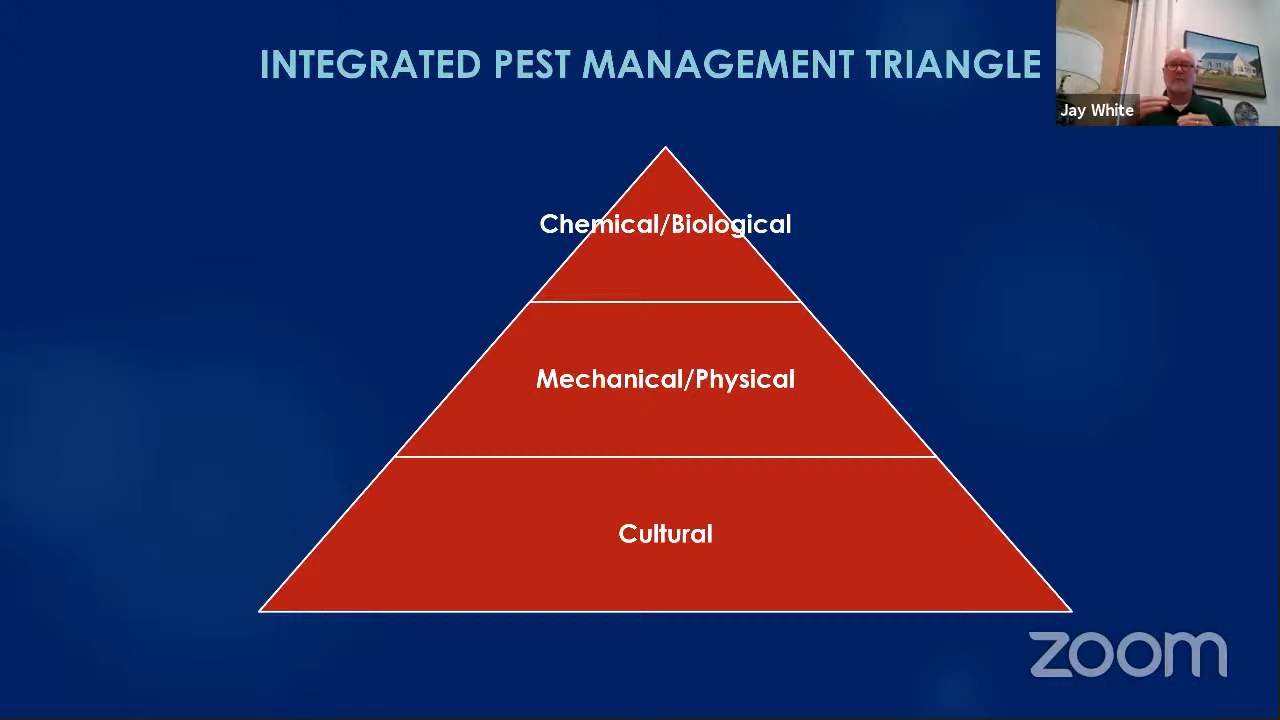 INTEGRATED PEST MANAGEMENT TRIANGLE
Jay White
Chemical/Biological
Mechanical/Physical
Cultural
zoom